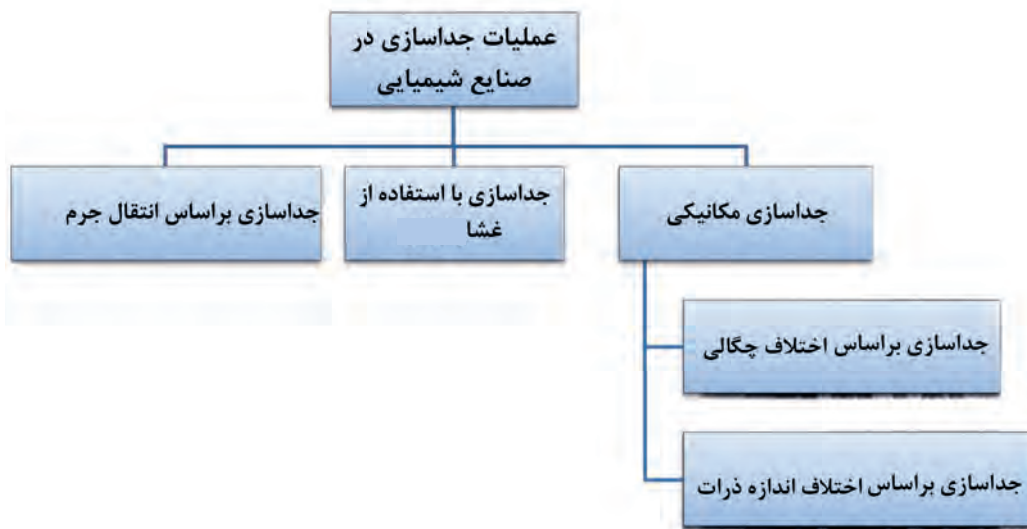 عملیات جداسازی در
صنایع شیمیایی
جداسازی مکانیکی
جداسازی با استفاده از
غشا
جداسازی براساس انتقال جرم
جداسازی براساس اختلاف چگالی
جداسازی براساس اختلاف اندازه ذرات